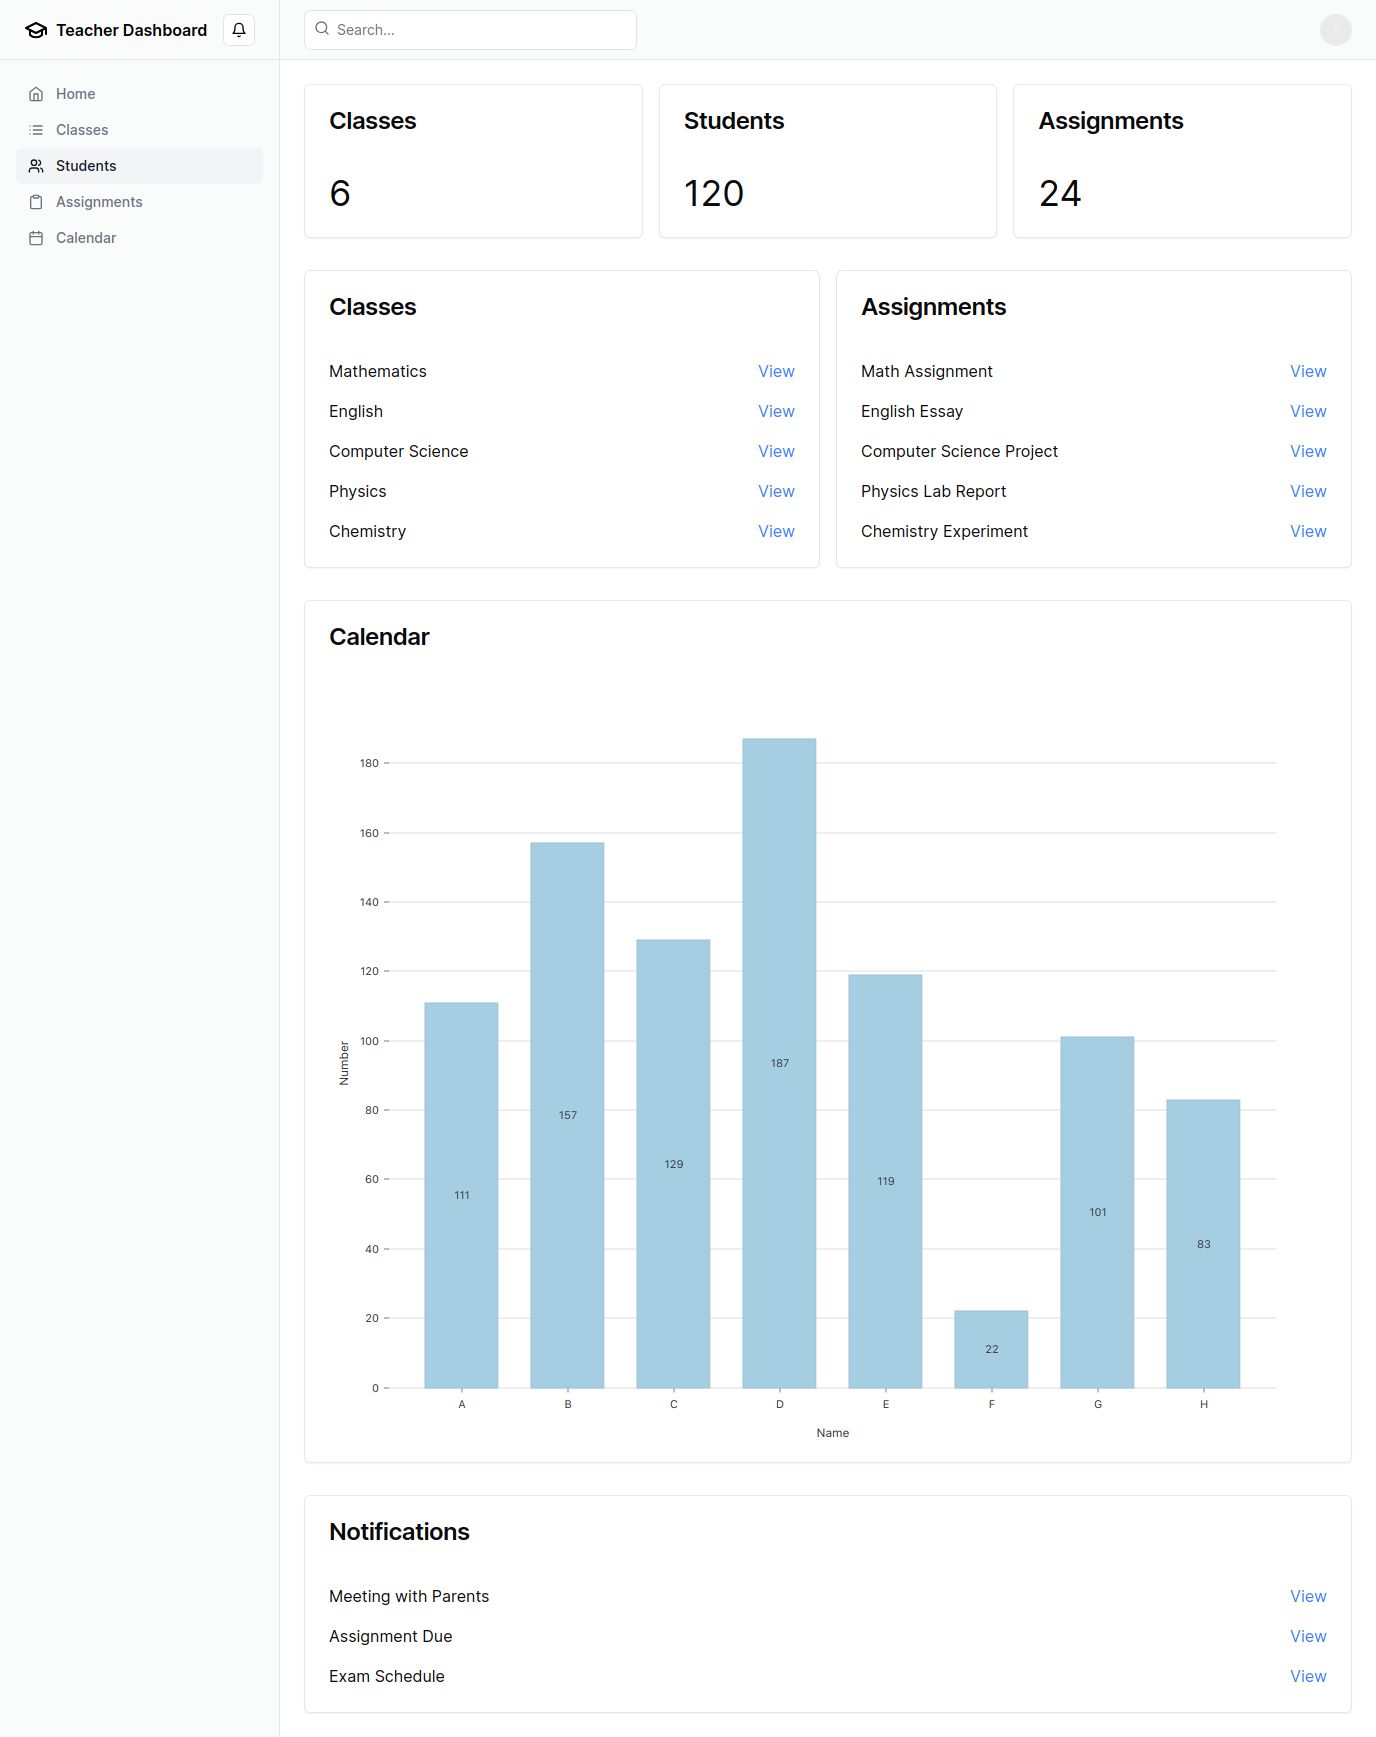 Teacher Dashboard
Search...
Home
Classes
Students
Assignments
Calendar
Classes
6
Students
120
Assignments
24
Classes
Mathematics View
English View
Computer Science View
Physics View
Chemistry View
Assignments
Math Assignment View
English Essay View
Computer Science Project View
Physics Lab Report View
Chemistry Experiment View
Calendar
180
160
140
120
100
80
60
40
20
0
Number
111
157
129
187
119
22
101
83
A B C D E F G H
Name
Notifications
Meeting with Parents View
Assignment Due View
Exam Schedule View